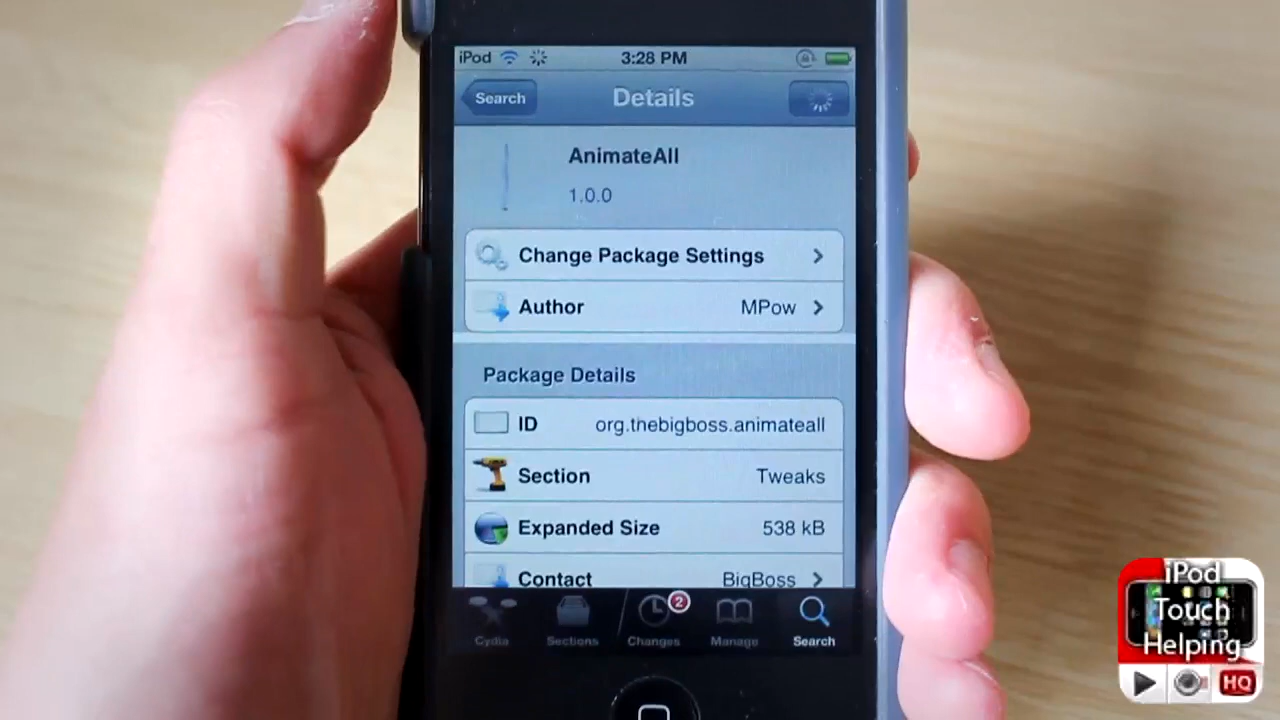 iPod 3:28 PM
Search Details
AnimateAll
1.0.0
Change Package Settings
Author MPow
Package Details
ID org.thebigboss.animateall
Section Tweaks
Expanded Size 538 kB
Contact BigBoss
2
Cydia Sections Changes Manage Search
iPod
Touch
Helping
HQ